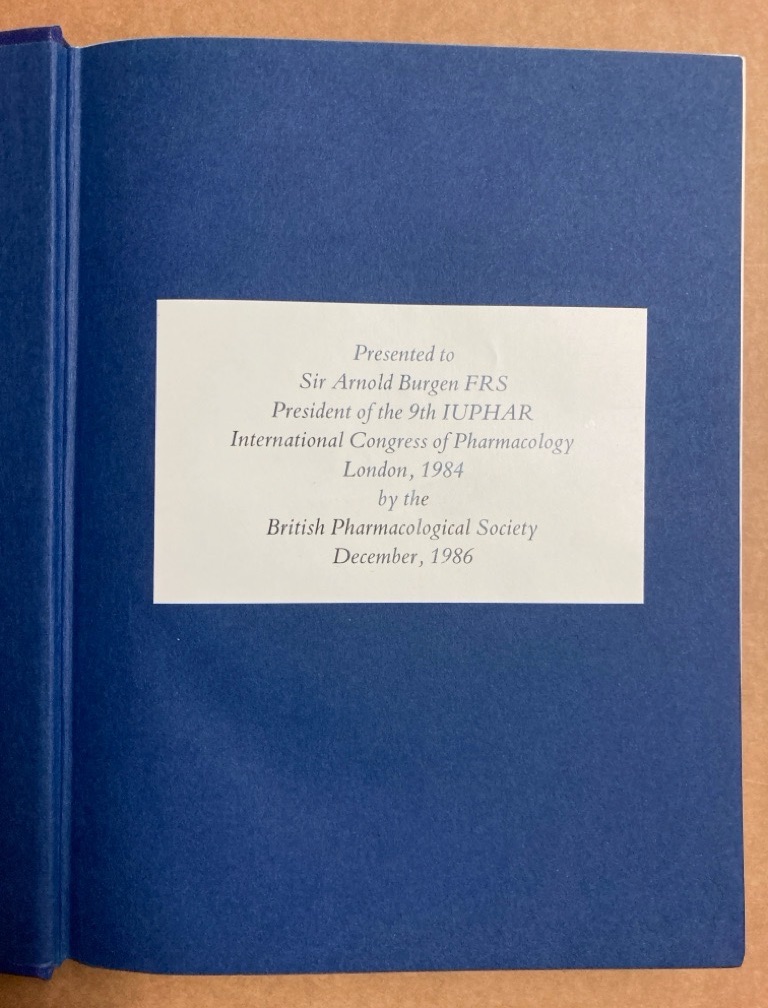 Presented to
Sir Arnold Burgen FRS
President of the 9th IUPHAR
International Congress of Pharmacology
London, 1984
by the
British Pharmacological Society
December, 1986